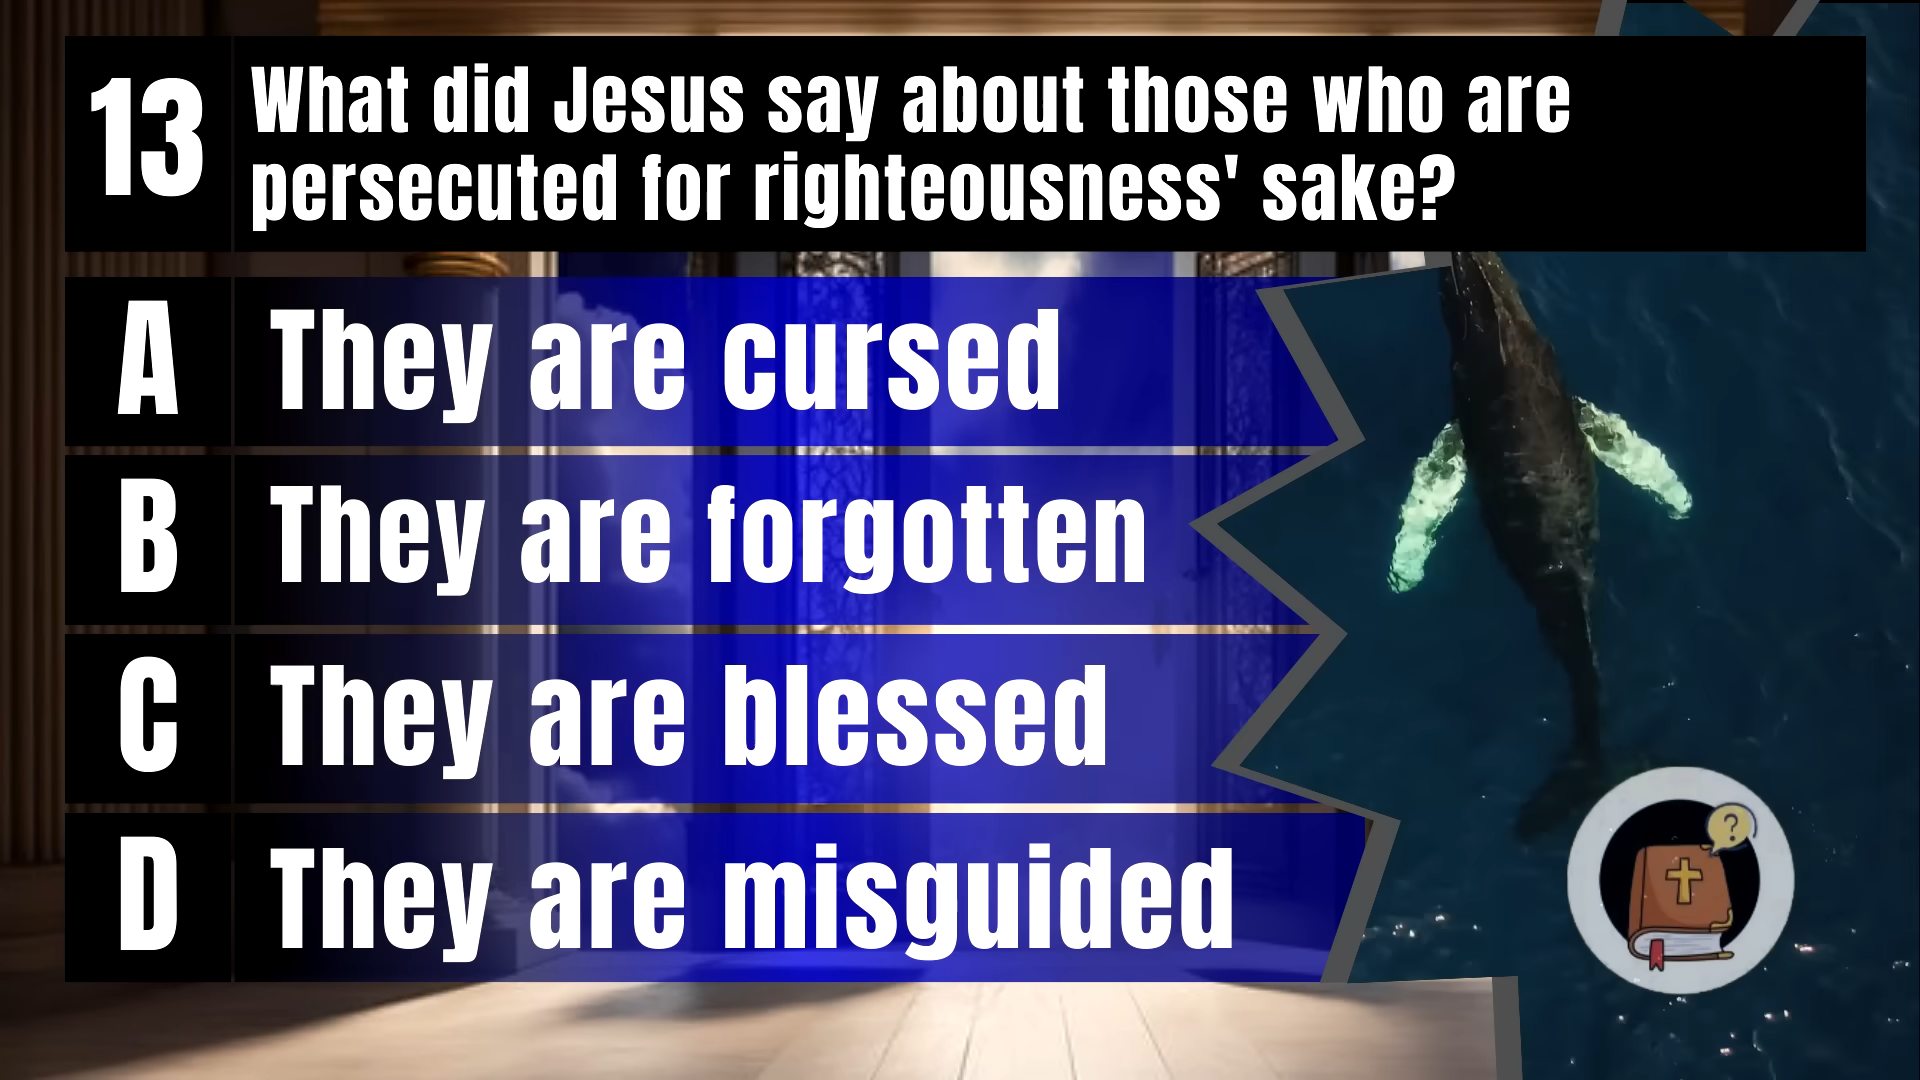 13
What did Jesus say about those who are
persecuted for righteousness' sake?
A They are cursed
B They are forgotten
C They are blessed
D They are misguided
?